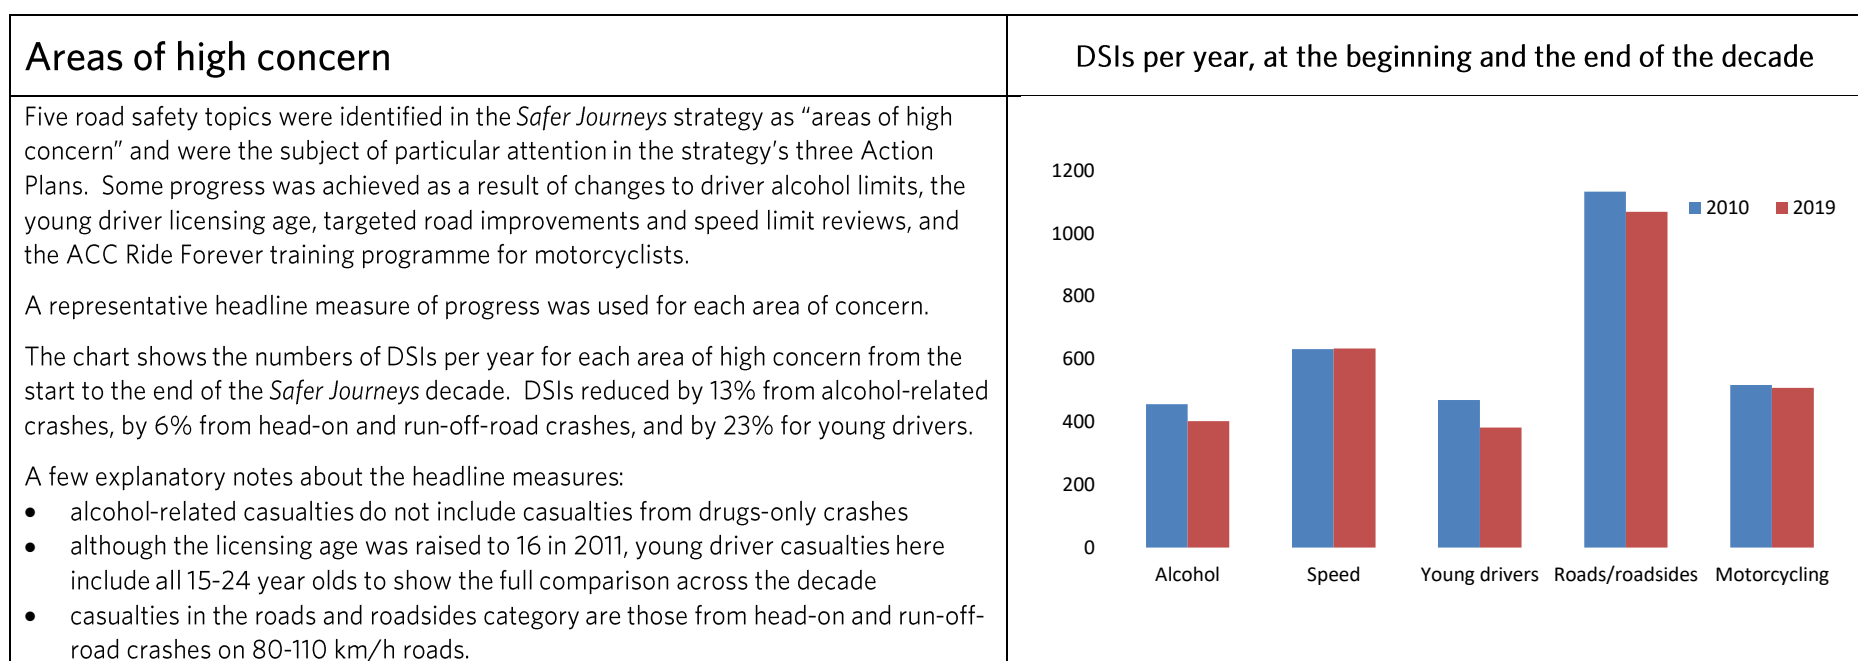 Areas of high concern
Five road safety topics were identified in the Safer Journeys strategy as “areas of high
concern” and were the subject of particular attention in the strategy’s three Action
Plans.  Some progress was achieved as a result of changes to driver alcohol limits, the
young driver licensing age, targeted road improvements and speed limit reviews, and
the ACC Ride Forever training programme for motorcyclists.
A representative headline measure of progress was used for each area of concern.
The chart shows the numbers of DSIs per year for each area of high concern from the
start to the end of the Safer Journeys decade.  DSIs reduced by 13% from alcohol-related
crashes, by 6% from head-on and run-off-road crashes, and by 23% for young drivers.
A few explanatory notes about the headline measures:
• alcohol-related casualties do not include casualties from drugs-only crashes
• although the licensing age was raised to 16 in 2011, young driver casualties here
include all 15-24 year olds to show the full comparison across the decade
• casualties in the roads and roadsides category are those from head-on and run-off-
road crashes on 80-110 km/h roads.
DSIs per year, at the beginning and the end of the decade
1200
1000
800
600
400
200
0
2010 2019
Alcohol Speed Young drivers Roads/roadsides Motorcycling